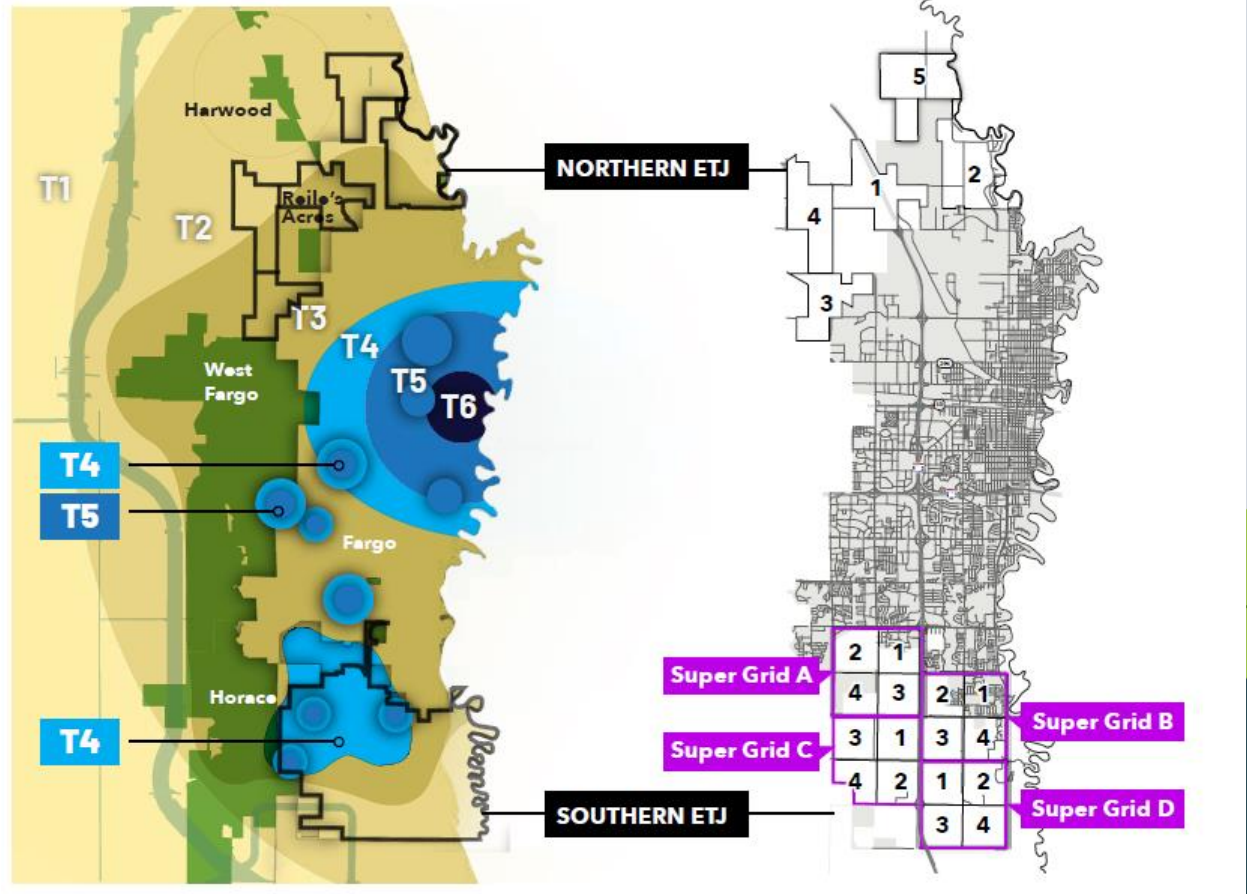 Harwood
T1
T2
Reile's
Acres
T3
T4
T5
T6
West
Fargo
T4
T5
Fargo
Horace
T4
NORTHERN ETJ
SOUTHERN ETJ
5
2
1
4
3
2 1
4 3
Super Grid A
2 1
3 4
Super Grid B
3 1
4 2
Super Grid C
1 2
3 4
Super Grid D